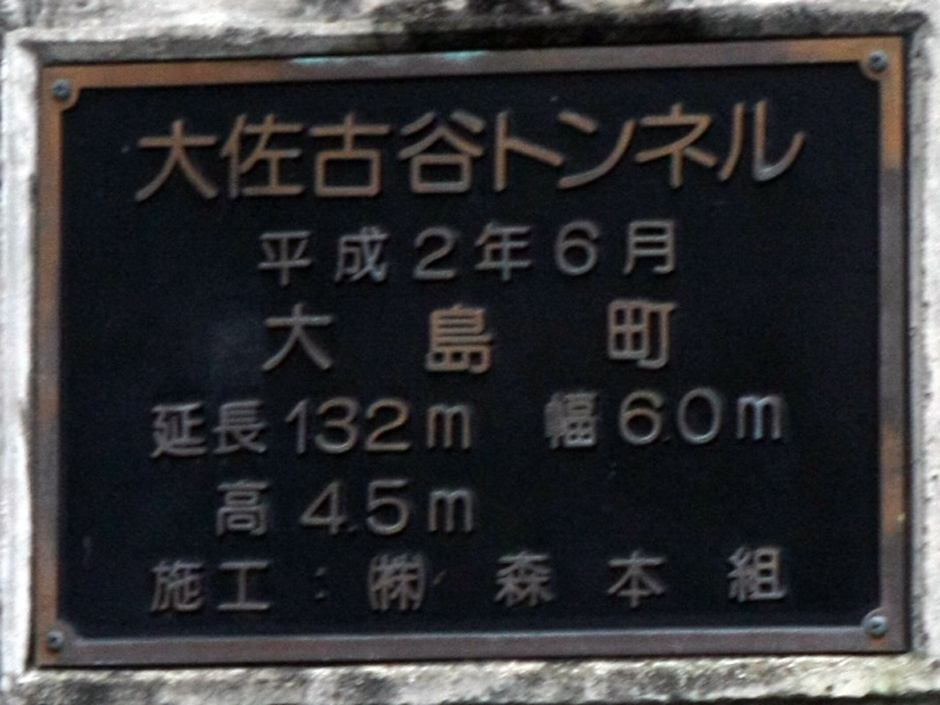 大佐古谷トンネル
平成2年6月
大島町
延長132m 幅6.0m
高4.5m
施工:㈱森本組